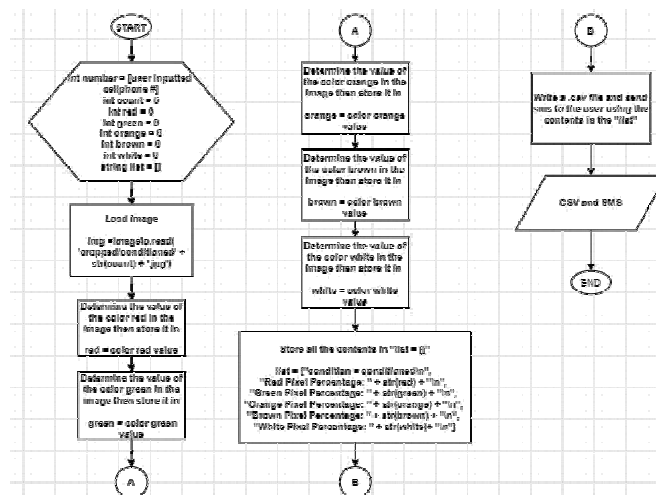 START
int number = [user inputted
cellphone #]
int count = 0
int red = 0
int green = 0
int orange = 0
int brown = 0
int white = 0
string list = []
Load image
img =imageio.read(
'cropped/conditioned/' +
str(count) + '.jpg')
Determine the value of
the color red in the
image then store it in
red = color red value
Determine the value of
the color green in the
image then store it in
green = color green
value
A
A
Determine the value of
the color orange in the
image then store it in
orange = color orange
value
Determine the value of
the color brown in the
image then store it in
brown = color brown
value
Determine the value of
the color white in the
image then store it in
white = color white
value
Store all the contents in "list = []"
list = ["condition = conditioned\n",
"Red Pixel Percentage: " + str(red) + "\n",
"Green Pixel Percentage: " + str(green) + "\n",
"Orange Pixel Percentage: " + str(orange) + "\n",
"Brown Pixel Percentage: " + str(brown) + "\n",
"White Pixel Percentage: " + str(white)+ "\n"]
B
B
Write a .csv file and send
sms to the user using the
contents in the "list"
CSV and SMS
END